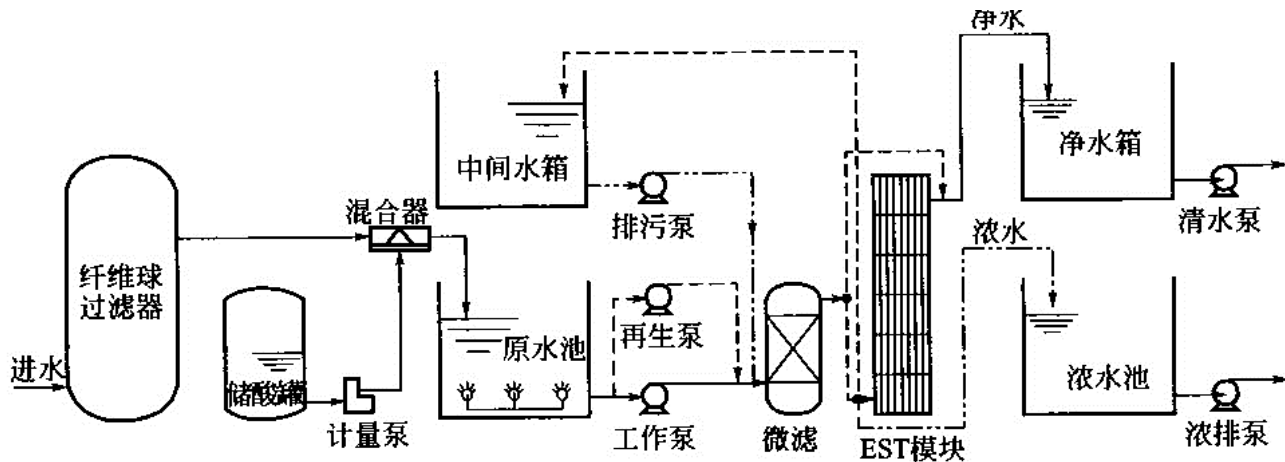 净水
中间水箱
净水箱
混合器
排污泵
清水泵
纤维球
过滤器
浓水
原水池
再生泵
进水
储酸罐
浓水池
计量泵
工作泵
微滤
EST模块
浓排泵